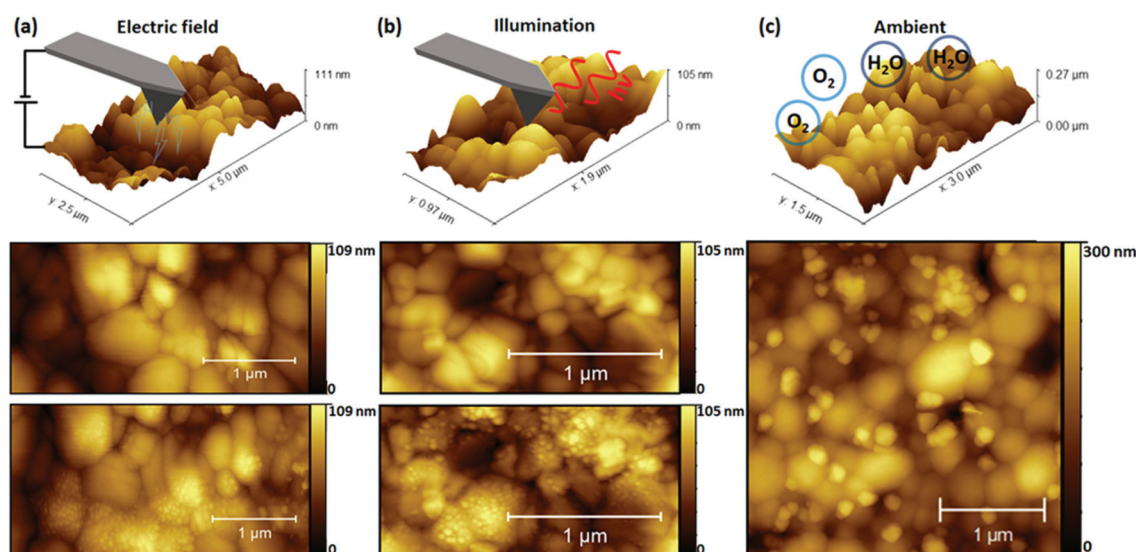 (a) Electric field
111 nm
0 nm
x: 5.0 µm
y: 2.5 µm
109 nm
1 µm
0
109 nm
1 µm
0
(b) Illumination
hν
105 nm
0 nm
x: 1.9 µm
y: 0.97 µm
105 nm
1 µm
0
105 nm
1 µm
0
(c) Ambient
O₂
H₂O
H₂O
O₂
0.27 µm
0.00 µm
x: 3.0 µm
y: 1.5 µm
300 nm
1 µm
0